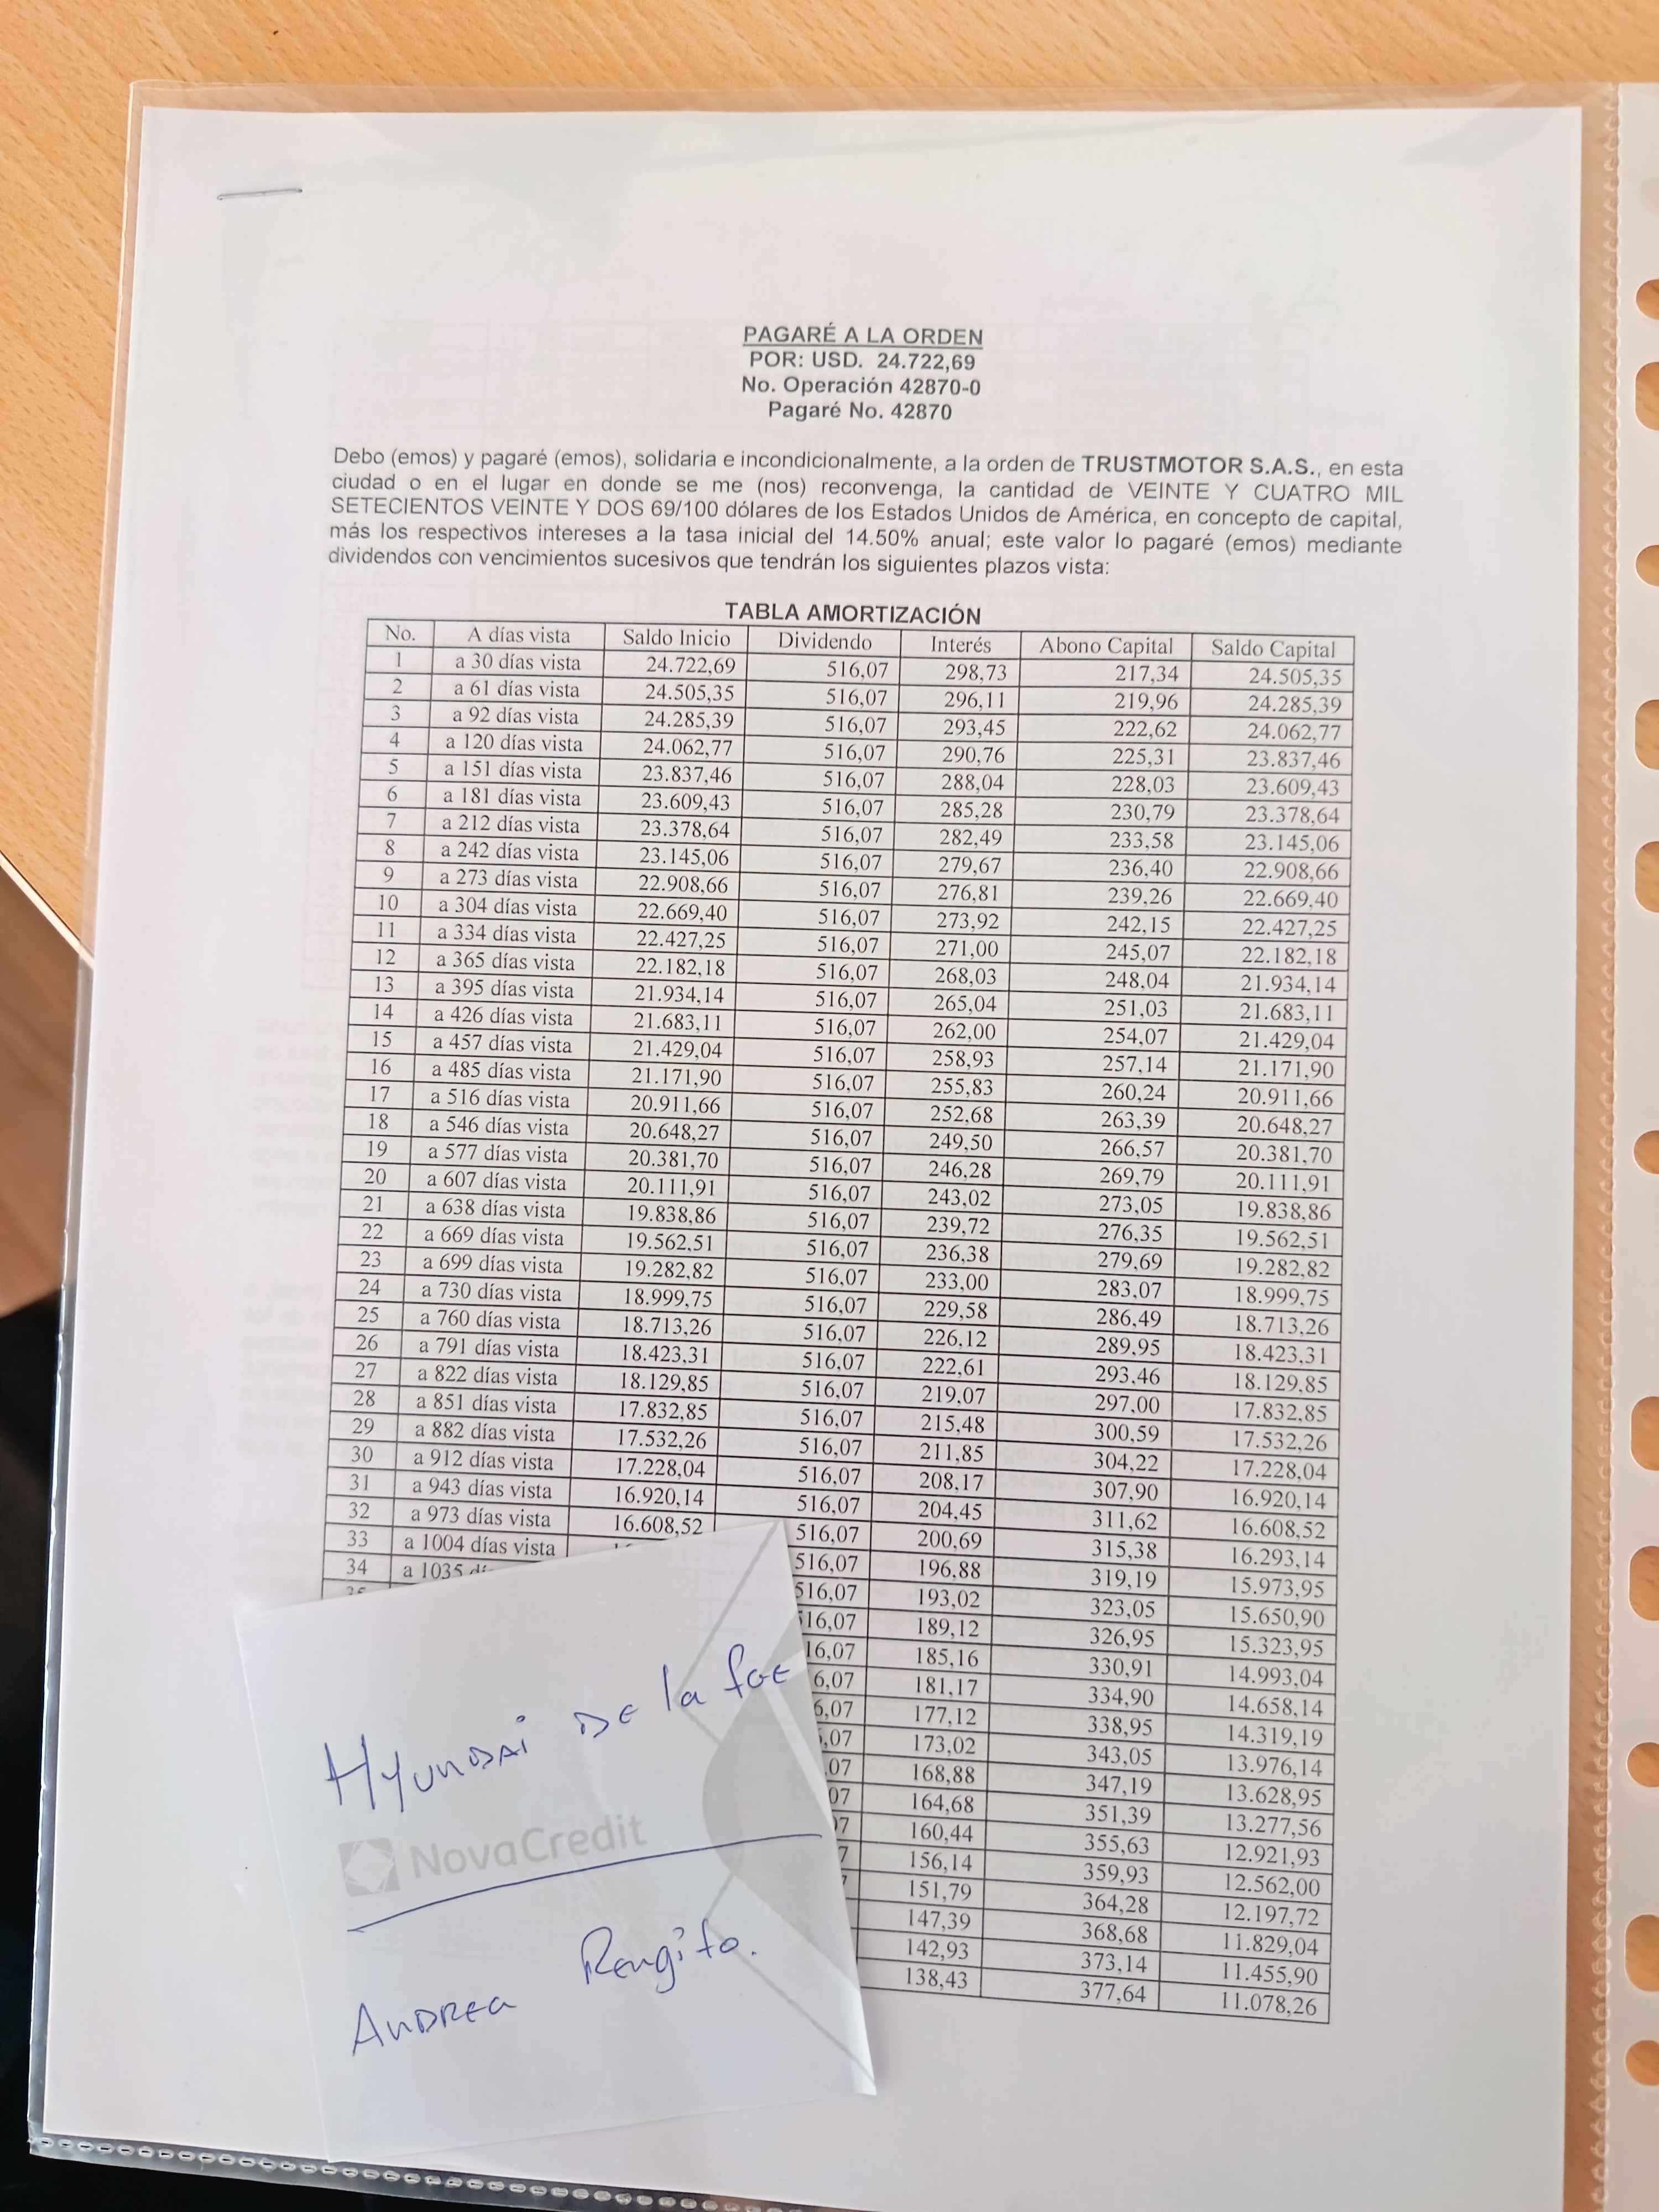 PAGARÉ A LA ORDEN
POR: USD. 24.722,69
No. Operación 42870-0
Pagaré No. 42870
Debo (emos) y pagaré (emos), solidaria e incondicionalmente, a la orden de TRUSTMOTOR S.A.S., en esta
ciudad o en el lugar en donde se me (nos) reconvenga, la cantidad de VEINTE Y CUATRO MIL
SETECIENTOS VEINTE Y DOS 69/100 dólares de los Estados Unidos de América, en concepto de capital,
más los respectivos intereses a la tasa inicial del 14.50% anual; este valor lo pagaré (emos) mediante
dividendos con vencimientos sucesivos que tendrán los siguientes plazos vista:
TABLA AMORTIZACIÓN
No. A días vista Saldo Inicio Dividendo Interés Abono Capital Saldo Capital
1 a 30 días vista 24.722,69 516,07 298,73 217,34 24.505,35
2 a 61 días vista 24.505,35 516,07 296,11 219,96 24.285,39
3 a 92 días vista 24.285,39 516,07 293,45 222,62 24.062,77
4 a 120 días vista 24.062,77 516,07 290,76 225,31 23.837,46
5 a 151 días vista 23.837,46 516,07 288,04 228,03 23.609,43
6 a 181 días vista 23.609,43 516,07 285,28 230,79 23.378,64
7 a 212 días vista 23.378,64 516,07 282,49 233,58 23.145,06
8 a 242 días vista 23.145,06 516,07 279,67 236,40 22.908,66
9 a 273 días vista 22.908,66 516,07 276,81 239,26 22.669,40
10 a 304 días vista 22.669,40 516,07 273,92 242,15 22.427,25
11 a 334 días vista 22.427,25 516,07 271,00 245,07 22.182,18
12 a 365 días vista 22.182,18 516,07 268,03 248,04 21.934,14
13 a 395 días vista 21.934,14 516,07 265,04 251,03 21.683,11
14 a 426 días vista 21.683,11 516,07 262,00 254,07 21.429,04
15 a 457 días vista 21.429,04 516,07 258,93 257,14 21.171,90
16 a 485 días vista 21.171,90 516,07 255,83 260,24 20.911,66
17 a 516 días vista 20.911,66 516,07 252,68 263,39 20.648,27
18 a 546 días vista 20.648,27 516,07 249,50 266,57 20.381,70
19 a 577 días vista 20.381,70 516,07 246,28 269,79 20.111,91
20 a 607 días vista 20.111,91 516,07 243,02 273,05 19.838,86
21 a 638 días vista 19.838,86 516,07 239,72 276,35 19.562,51
22 a 669 días vista 19.562,51 516,07 236,38 279,69 19.282,82
23 a 699 días vista 19.282,82 516,07 233,00 283,07 18.999,75
24 a 730 días vista 18.999,75 516,07 229,58 286,49 18.713,26
25 a 760 días vista 18.713,26 516,07 226,12 289,95 18.423,31
26 a 791 días vista 18.423,31 516,07 222,61 293,46 18.129,85
27 a 822 días vista 18.129,85 516,07 219,07 297,00 17.832,85
28 a 851 días vista 17.832,85 516,07 215,48 300,59 17.532,26
29 a 882 días vista 17.532,26 516,07 211,85 304,22 17.228,04
30 a 912 días vista 17.228,04 516,07 208,17 307,90 16.920,14
31 a 943 días vista 16.920,14 516,07 204,45 311,62 16.608,52
32 a 973 días vista 16.608,52 516,07 200,69 315,38 16.293,14
33 a 1004 días vista 516,07 196,88 319,19 15.973,95
34 a 1035 516,07 193,02 323,05 15.650,90
16,07 189,12 326,95 15.323,95
16,07 185,16 330,91 14.993,04
6,07 181,17 334,90 14.658,14
6,07 177,12 338,95 14.319,19
,07 173,02 343,05 13.976,14
07 168,88 347,19 13.628,95
07 164,68 351,39 13.277,56
7 160,44 355,63 12.921,93
7 156,14 359,93 12.562,00
151,79 364,28 12.197,72
147,39 368,68 11.829,04
142,93 373,14 11.455,90
138,43 377,64 11.078,26
Hyundai DE la
NovaCredit
Andrea Rengifo.